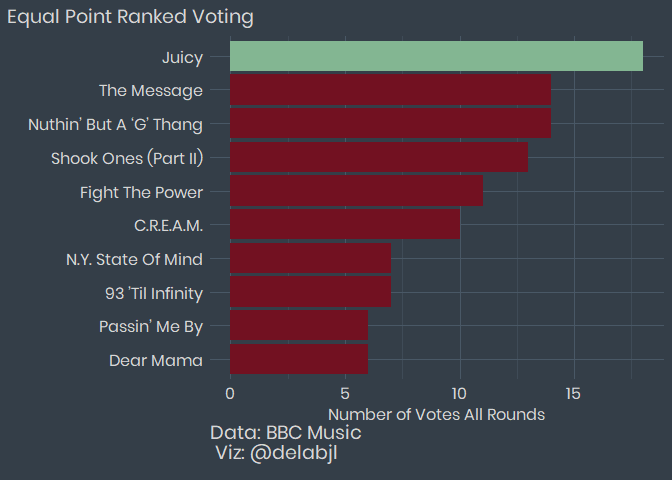 Equal Point Ranked Voting
Juicy
The Message
Nuthin’ But A ‘G’ Thang
Shook Ones (Part II)
Fight The Power
C.R.E.A.M.
N.Y. State Of Mind
93 ’Til Infinity
Passin’ Me By
Dear Mama
0 5 10 15
Number of Votes All Rounds
Data: BBC Music
Viz: @delabjl